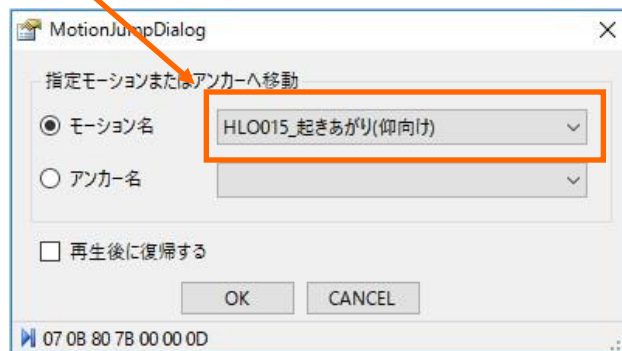 MotionJumpDialog
指定モーションまたはアンカーへ移動
モーション名 HLO015_起きあがり(仰向け)
アンカー名
再生後に復帰する
OK CANCEL
07 0B 80 7B 00 00 0D